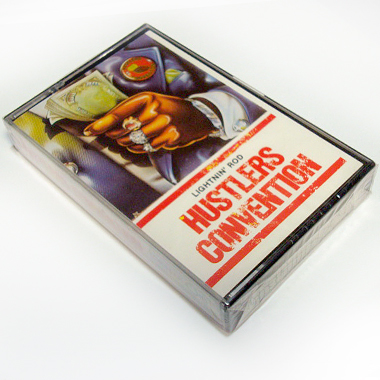 LIGHTNIN' ROD
HUSTLERS
CONVENTION